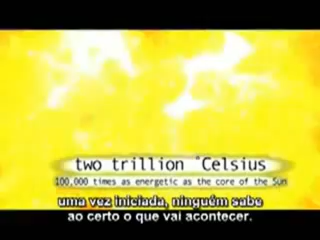 two trillion °Celsius
100,000 times as energetic as the core of the Sun
uma vez iniciada, ninguém sabe
ao certo o que vai acontecer.